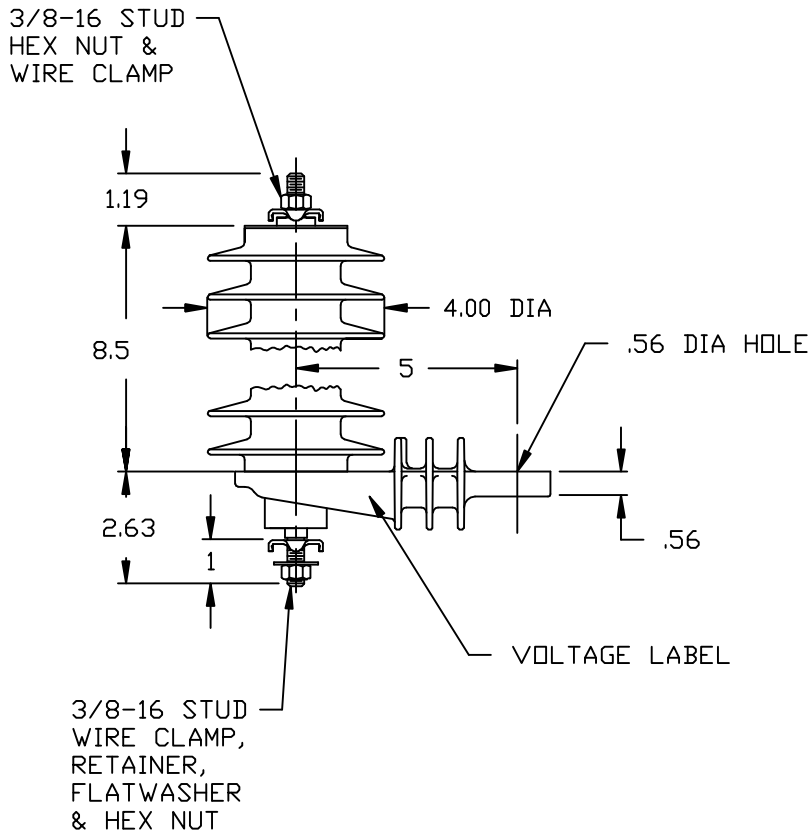 3/8-16 STUD
HEX NUT &
WIRE CLAMP
1.19
4.00 DIA
8.5
.56 DIA HOLE
5
2.63
.56
1
VOLTAGE LABEL
3/8-16 STUD
WIRE CLAMP,
RETAINER,
FLATWASHER
& HEX NUT